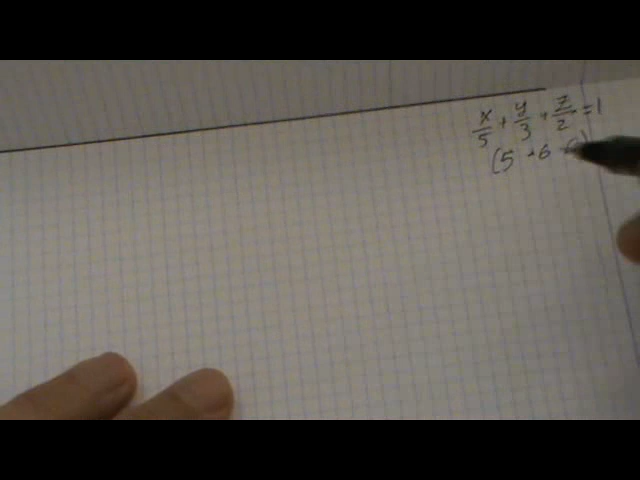 x/5 + y/3 + z/2 = 1
(5 + 6